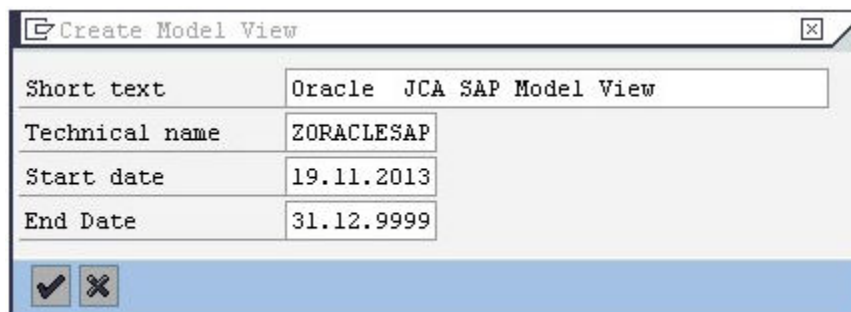 Create Model View
Short text Oracle  JCA SAP Model View
Technical name ZORACLESAP
Start date 19.11.2013
End Date 31.12.9999